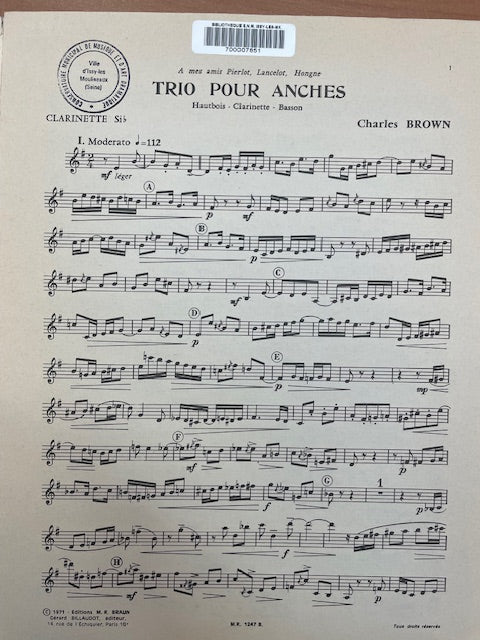 BIBLIOTHEQUE E.N.R. ISSY-LES-MX
700007651
CONSERVATOIRE MUNICIPAL DE MUSIQUE ET D'ART DRAMATIQUE
Ville
d'Issy-les
Moulineaux
(Seine)
1
A mes amis Pierlot, Lancelot, Hongne
TRIO POUR ANCHES
Hautbois - Clarinette - Basson
CLARINETTE Si♭
Charles BROWN
I. Moderato ♩=112
mf léger
A
p mf
B
p
C
mf
D
p
E
p mp
F
mf p
G
1
f p
f
H
mf
© 1971 - Editions M. R. BRAUN
Gérard BILLAUDOT, éditeur,
14, rue de l'Echiquier, Paris 10e
M.R. 1247 B.
Tous droits réservés